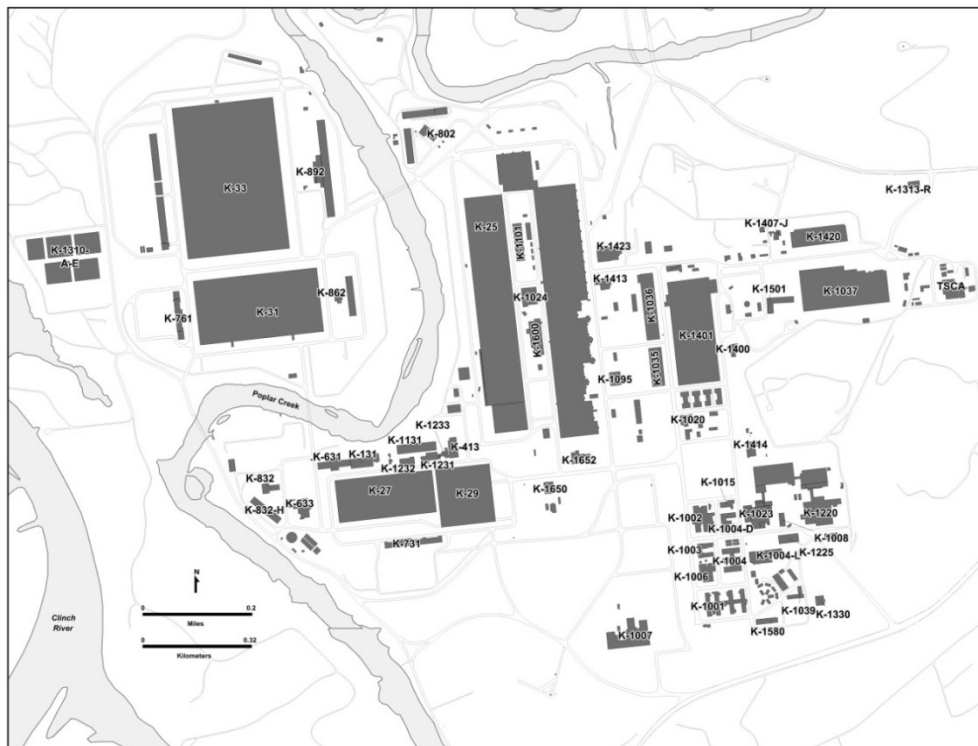 K-802
K-892
K-33
K-1313-R
K-25
K-1101
K-1407-J
K-1420
K-1423
K-1310-
A-E
K-1413
K-862
K-1024
K-1036
K-1501
K-1037
TSCA
K-761
K-31
K-1600
K-1401
K-1400
K-1035
K-1095
Poplar Creek
K-1233
K-1020
K-1131
K-413
K-1414
K-631
K-131
K-1232
K-1231
K-1652
K-832
K-27
K-29
K-1650
K-1015
K-832-H
K-633
K-1002
K-1004-D
K-1023
K-1220
K-731
K-1008
K-1003
K-1004
K-1004-L
K-1225
K-1006
N
K-1001
K-1039
K-1330
0
0.2
Miles
Clinch
River
K-1580
K-1007
0
0.32
Kilometers